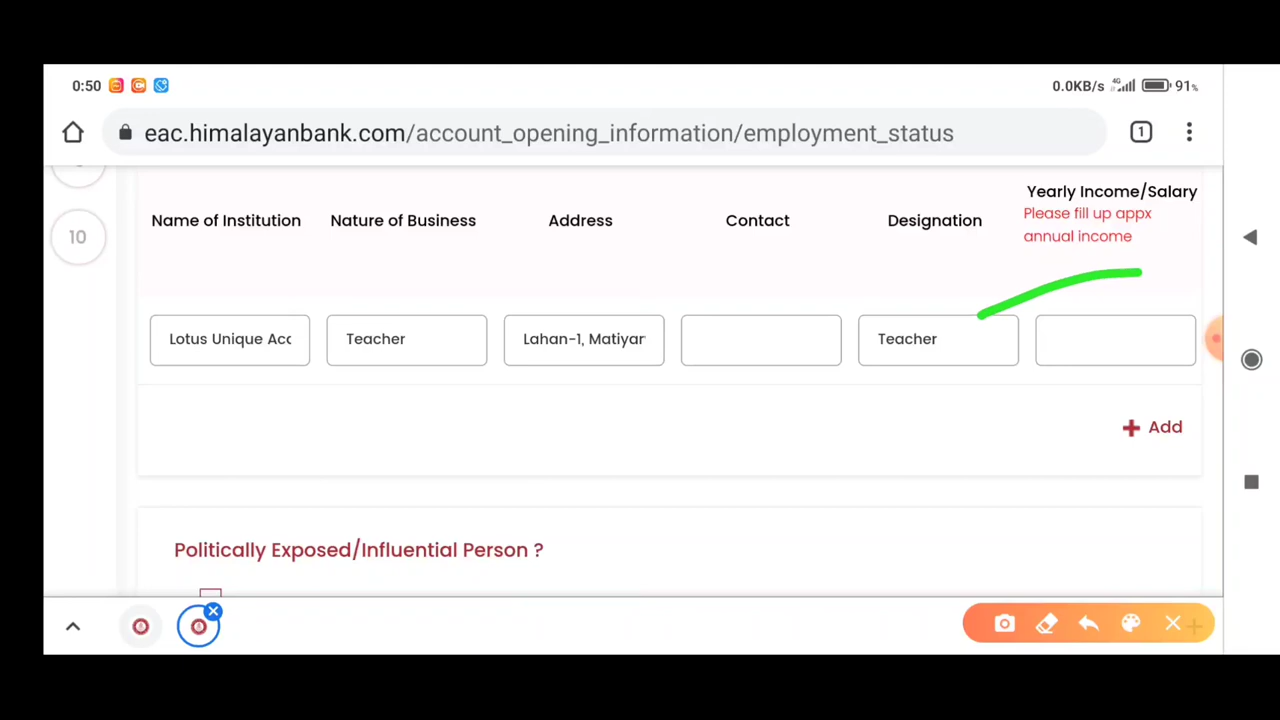 0:50
0.0KB/s 4G 91%
eac.himalayanbank.com/account_opening_information/employment_status
1
10
Name of Institution Nature of Business Address Contact Designation Yearly Income/Salary
Please fill up appx
annual income
Lotus Unique Acc Teacher Lahan-1, Matiyar Teacher
Add
Politically Exposed/Influential Person ?